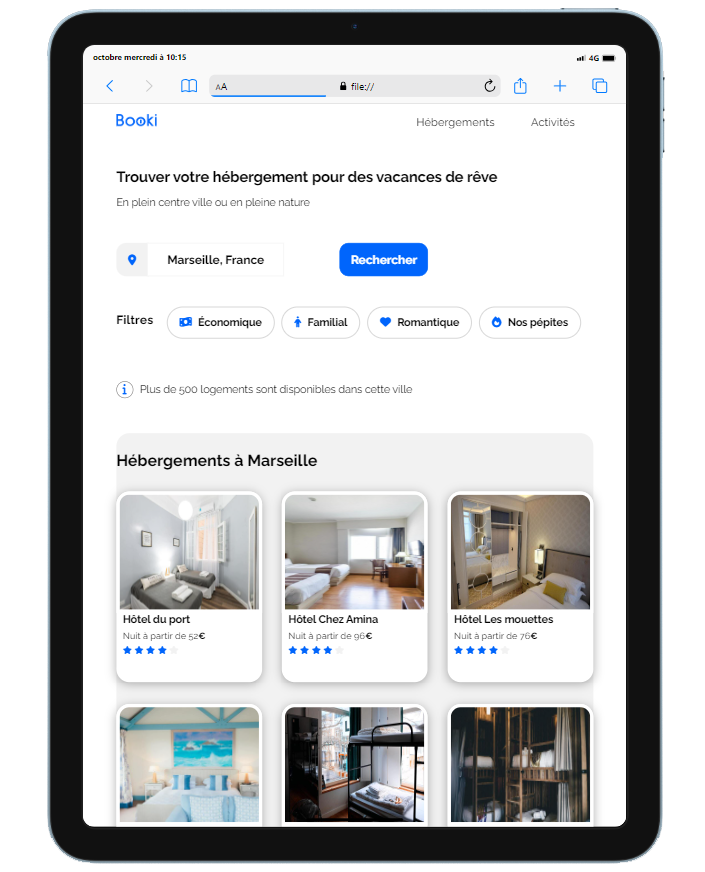 octobre mercredi à 10:15
4G
AA
file://
Booki
Hébergements
Activités
Trouver votre hébergement pour des vacances de rêve
En plein centre ville ou en pleine nature
Marseille, France
Rechercher
Filtres
Économique
Familial
Romantique
Nos pépites
i Plus de 500 logements sont disponibles dans cette ville
Hébergements à Marseille
Hôtel du port
Nuit à partir de 52€
Hôtel Chez Amina
Nuit à partir de 96€
Hôtel Les mouettes
Nuit à partir de 76€